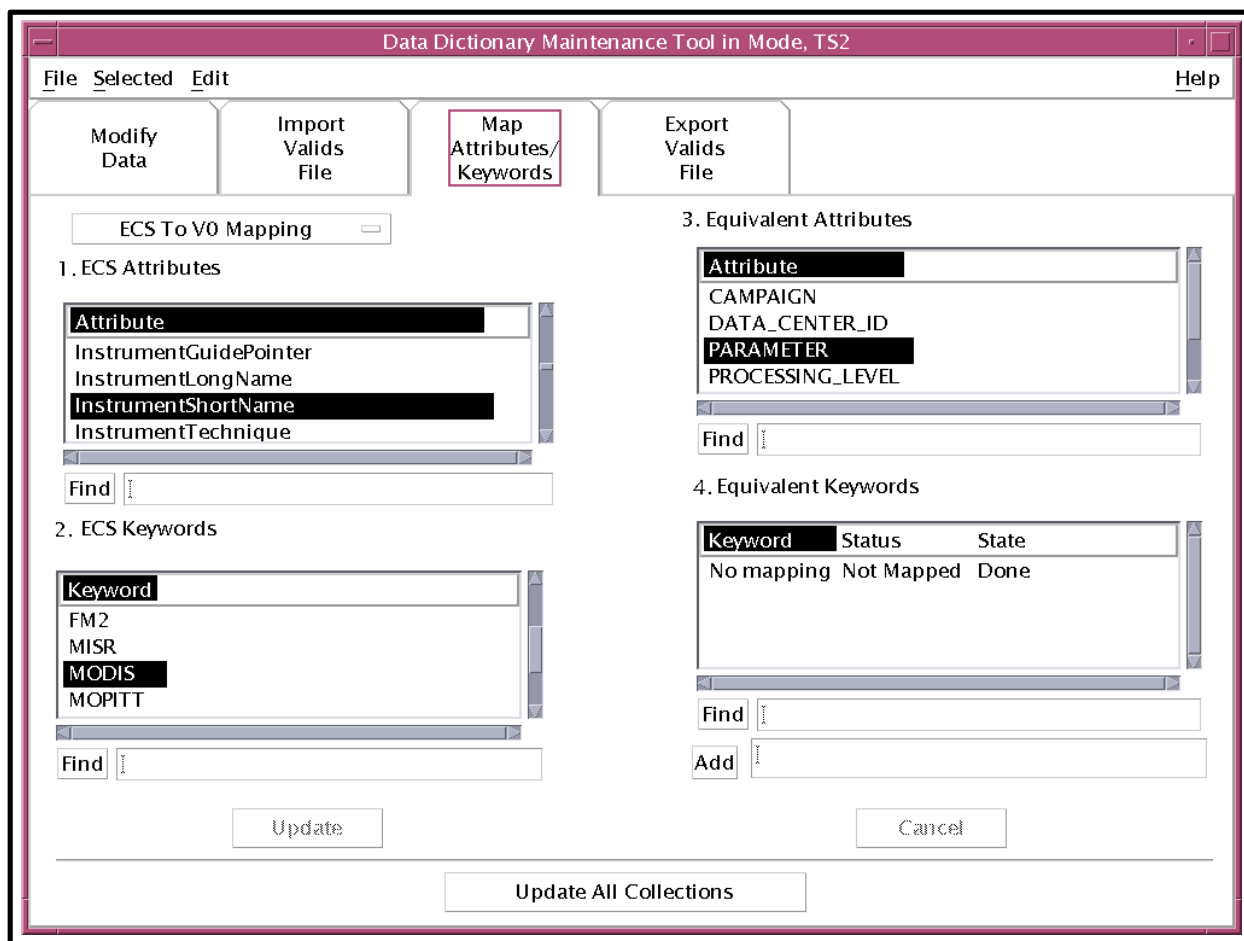 Data Dictionary Maintenance Tool in Mode, TS2
File Selected Edit Help
Modify
Data
Import
Valids
File
Map
Attributes/
Keywords
Export
Valids
File
ECS To V0 Mapping
1. ECS Attributes
Attribute
InstrumentGuidePointer
InstrumentLongName
InstrumentShortName
InstrumentTechnique
Find
2. ECS Keywords
Keyword
FM2
MISR
MODIS
MOPITT
Find
3. Equivalent Attributes
Attribute
CAMPAIGN
DATA_CENTER_ID
PARAMETER
PROCESSING_LEVEL
Find
4. Equivalent Keywords
Keyword Status State
No mapping Not Mapped Done
Find
Add
Update
Cancel
Update All Collections